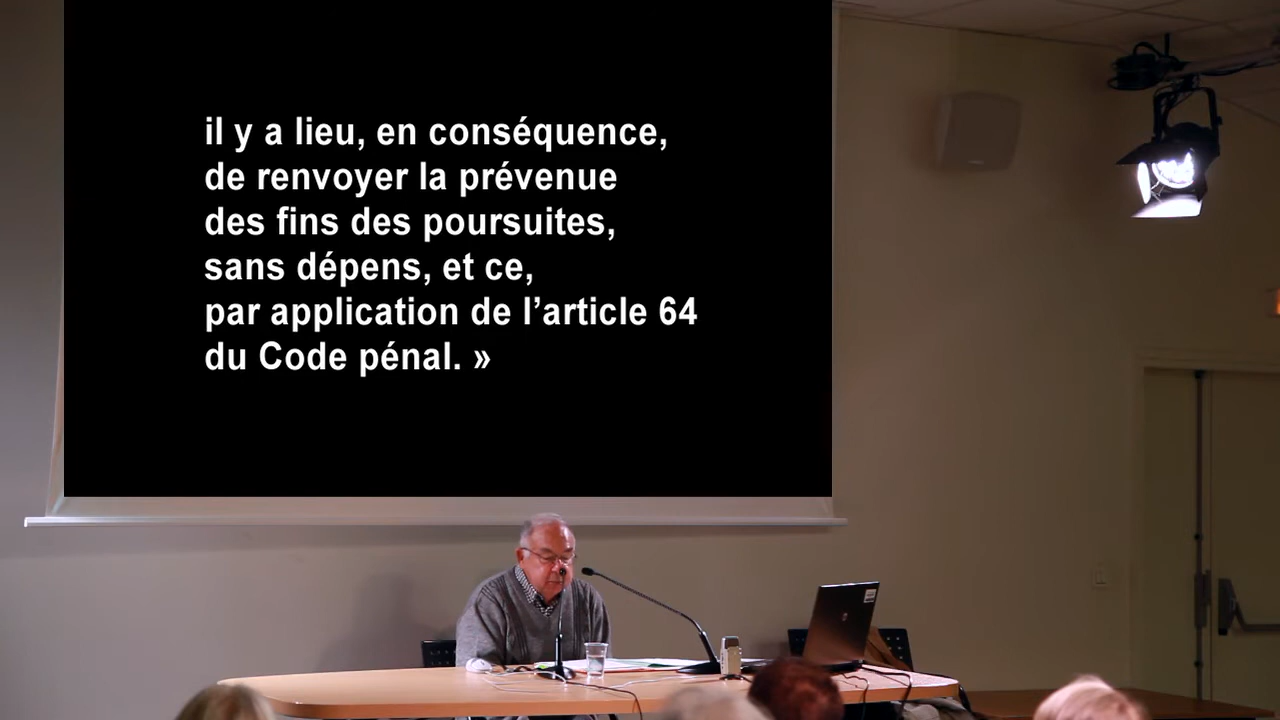 il y a lieu, en conséquence,
de renvoyer la prévenue
des fins des poursuites,
sans dépens, et ce,
par application de l’article 64
du Code pénal. »